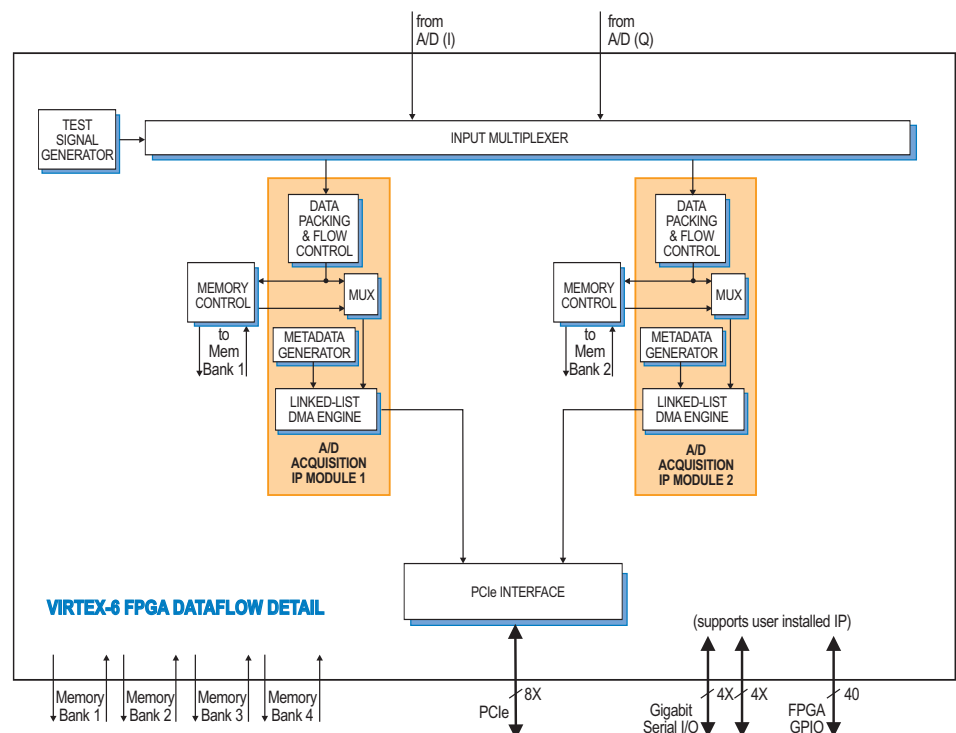 from
A/D (I)
from
A/D (Q)
TEST
SIGNAL
GENERATOR
INPUT MULTIPLEXER
DATA
PACKING
& FLOW
CONTROL
MEMORY
CONTROL
MUX
to
Mem
Bank 1
METADATA
GENERATOR
LINKED-LIST
DMA ENGINE
A/D
ACQUISITION
IP MODULE 1
DATA
PACKING
& FLOW
CONTROL
MEMORY
CONTROL
MUX
to
Mem
Bank 2
METADATA
GENERATOR
LINKED-LIST
DMA ENGINE
A/D
ACQUISITION
IP MODULE 2
PCIe INTERFACE
VIRTEX-6 FPGA DATAFLOW DETAIL
(supports user installed IP)
Memory
Bank 1
Memory
Bank 2
Memory
Bank 3
Memory
Bank 4
8X
PCIe
4X
4X
Gigabit
Serial I/O
40
FPGA
GPIO